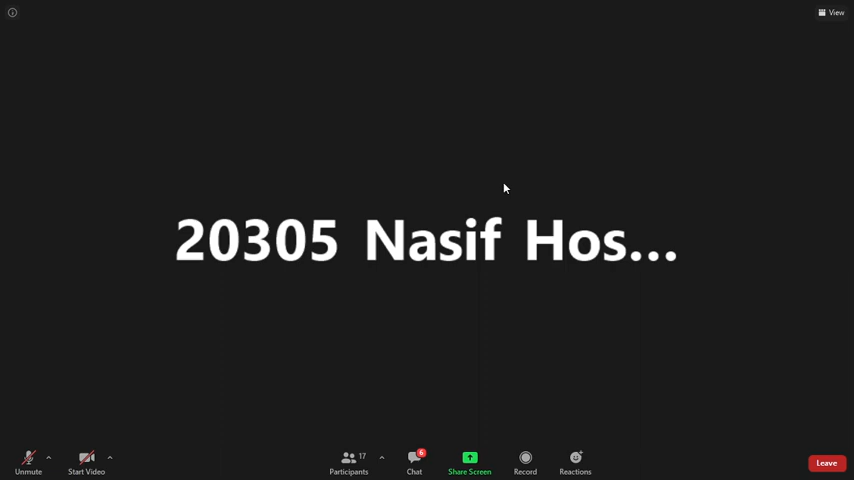 View
20305 Nasif Hos...
17
6
Unmute
Start Video
Participants
Chat
Share Screen
Record
Reactions
Leave